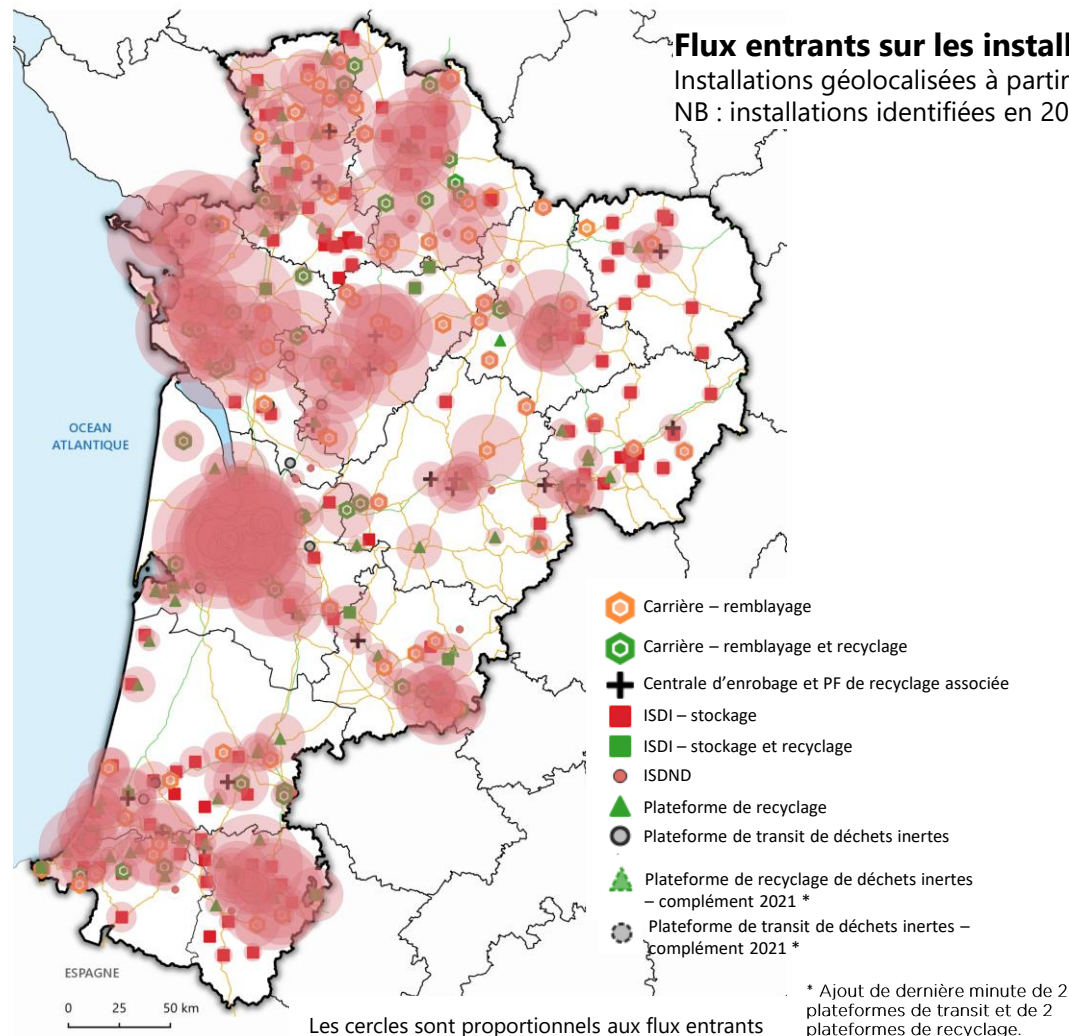 Flux entrants sur les install
Installations géolocalisées à partir
NB : installations identifiées en 20
OCEAN
ATLANTIQUE
Carrière – remblayage
Carrière – remblayage et recyclage
Centrale d'enrobage et PF de recyclage associée
ISDI – stockage
ISDI – stockage et recyclage
ISDND
Plateforme de recyclage
Plateforme de transit de déchets inertes
Plateforme de recyclage de déchets inertes
– complément 2021 *
Plateforme de transit de déchets inertes –
complément 2021 *
ESPAGNE
0 25 50 km
* Ajout de dernière minute de 2
plateformes de transit et de 2
plateformes de recyclage.
Les cercles sont proportionnels aux flux entrants